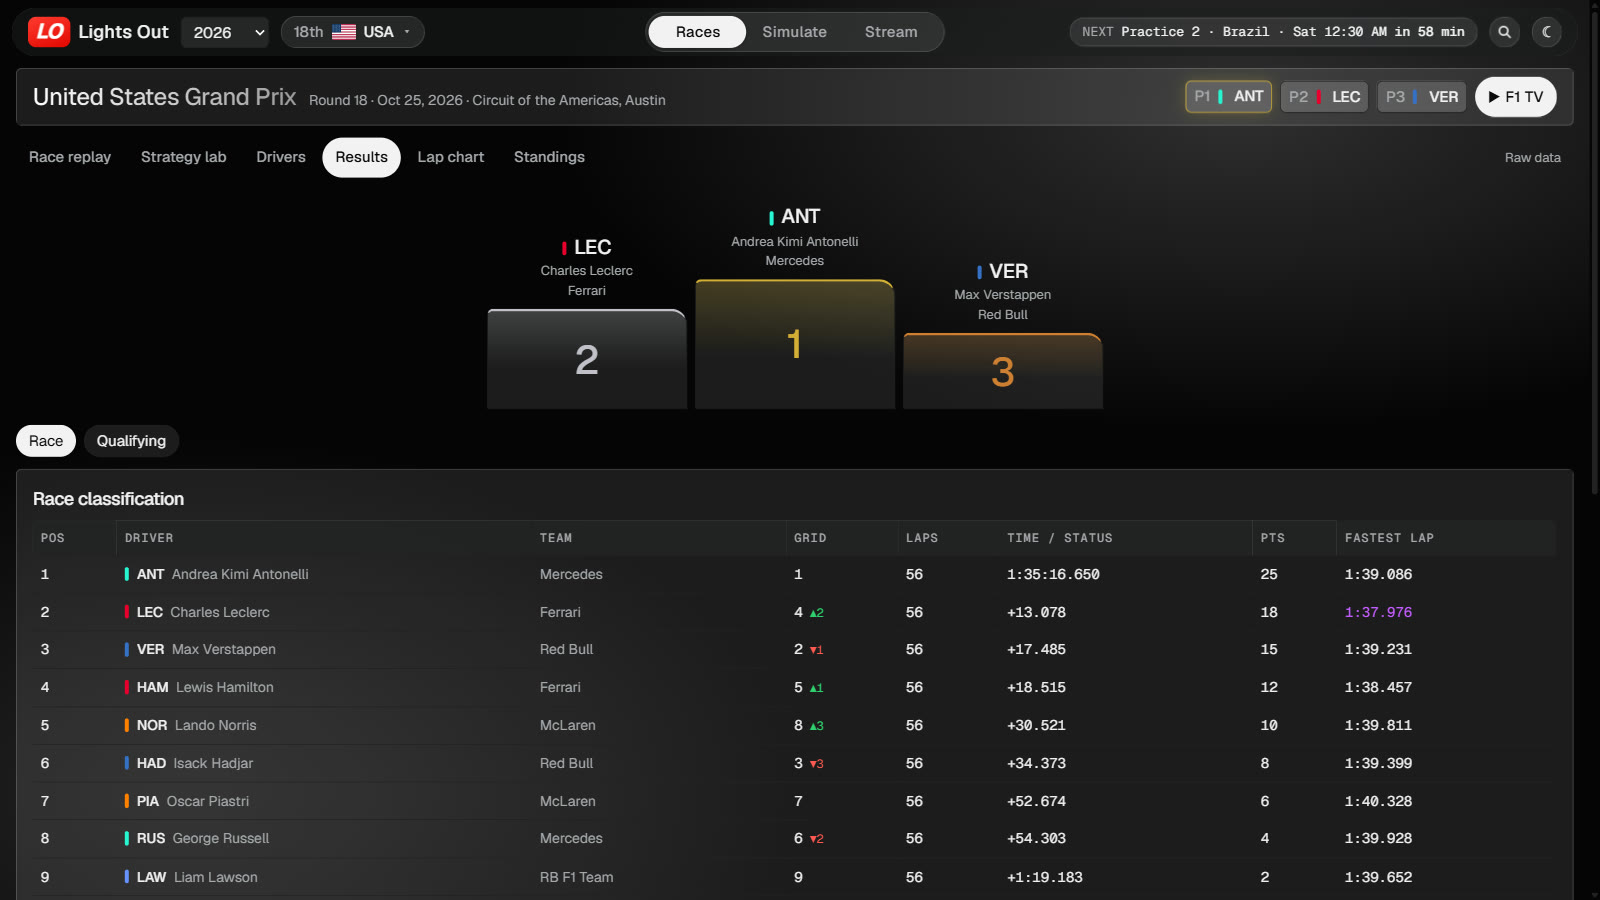 LO Lights Out 2026 18th USA Races Simulate Stream NEXT Practice 2 · Brazil · Sat 12:30 AM in 58 min
United States Grand Prix Round 18 · Oct 25, 2026 · Circuit of the Americas, Austin P1 ANT P2 LEC P3 VER ▶ F1 TV
Race replay Strategy lab Drivers Results Lap chart Standings Raw data
ANT
Andrea Kimi Antonelli
Mercedes
LEC
Charles Leclerc
Ferrari
VER
Max Verstappen
Red Bull
2 1 3
Race Qualifying
Race classification
POS DRIVER TEAM GRID LAPS TIME / STATUS PTS FASTEST LAP
1 ANT Andrea Kimi Antonelli Mercedes 1 56 1:35:16.650 25 1:39.086
2 LEC Charles Leclerc Ferrari 4 ▲2 56 +13.078 18 1:37.976
3 VER Max Verstappen Red Bull 2 ▼1 56 +17.485 15 1:39.231
4 HAM Lewis Hamilton Ferrari 5 ▲1 56 +18.515 12 1:38.457
5 NOR Lando Norris McLaren 8 ▲3 56 +30.521 10 1:39.811
6 HAD Isack Hadjar Red Bull 3 ▼3 56 +34.373 8 1:39.399
7 PIA Oscar Piastri McLaren 7 56 +52.674 6 1:40.328
8 RUS George Russell Mercedes 6 ▼2 56 +54.303 4 1:39.928
9 LAW Liam Lawson RB F1 Team 9 56 +1:19.183 2 1:39.652